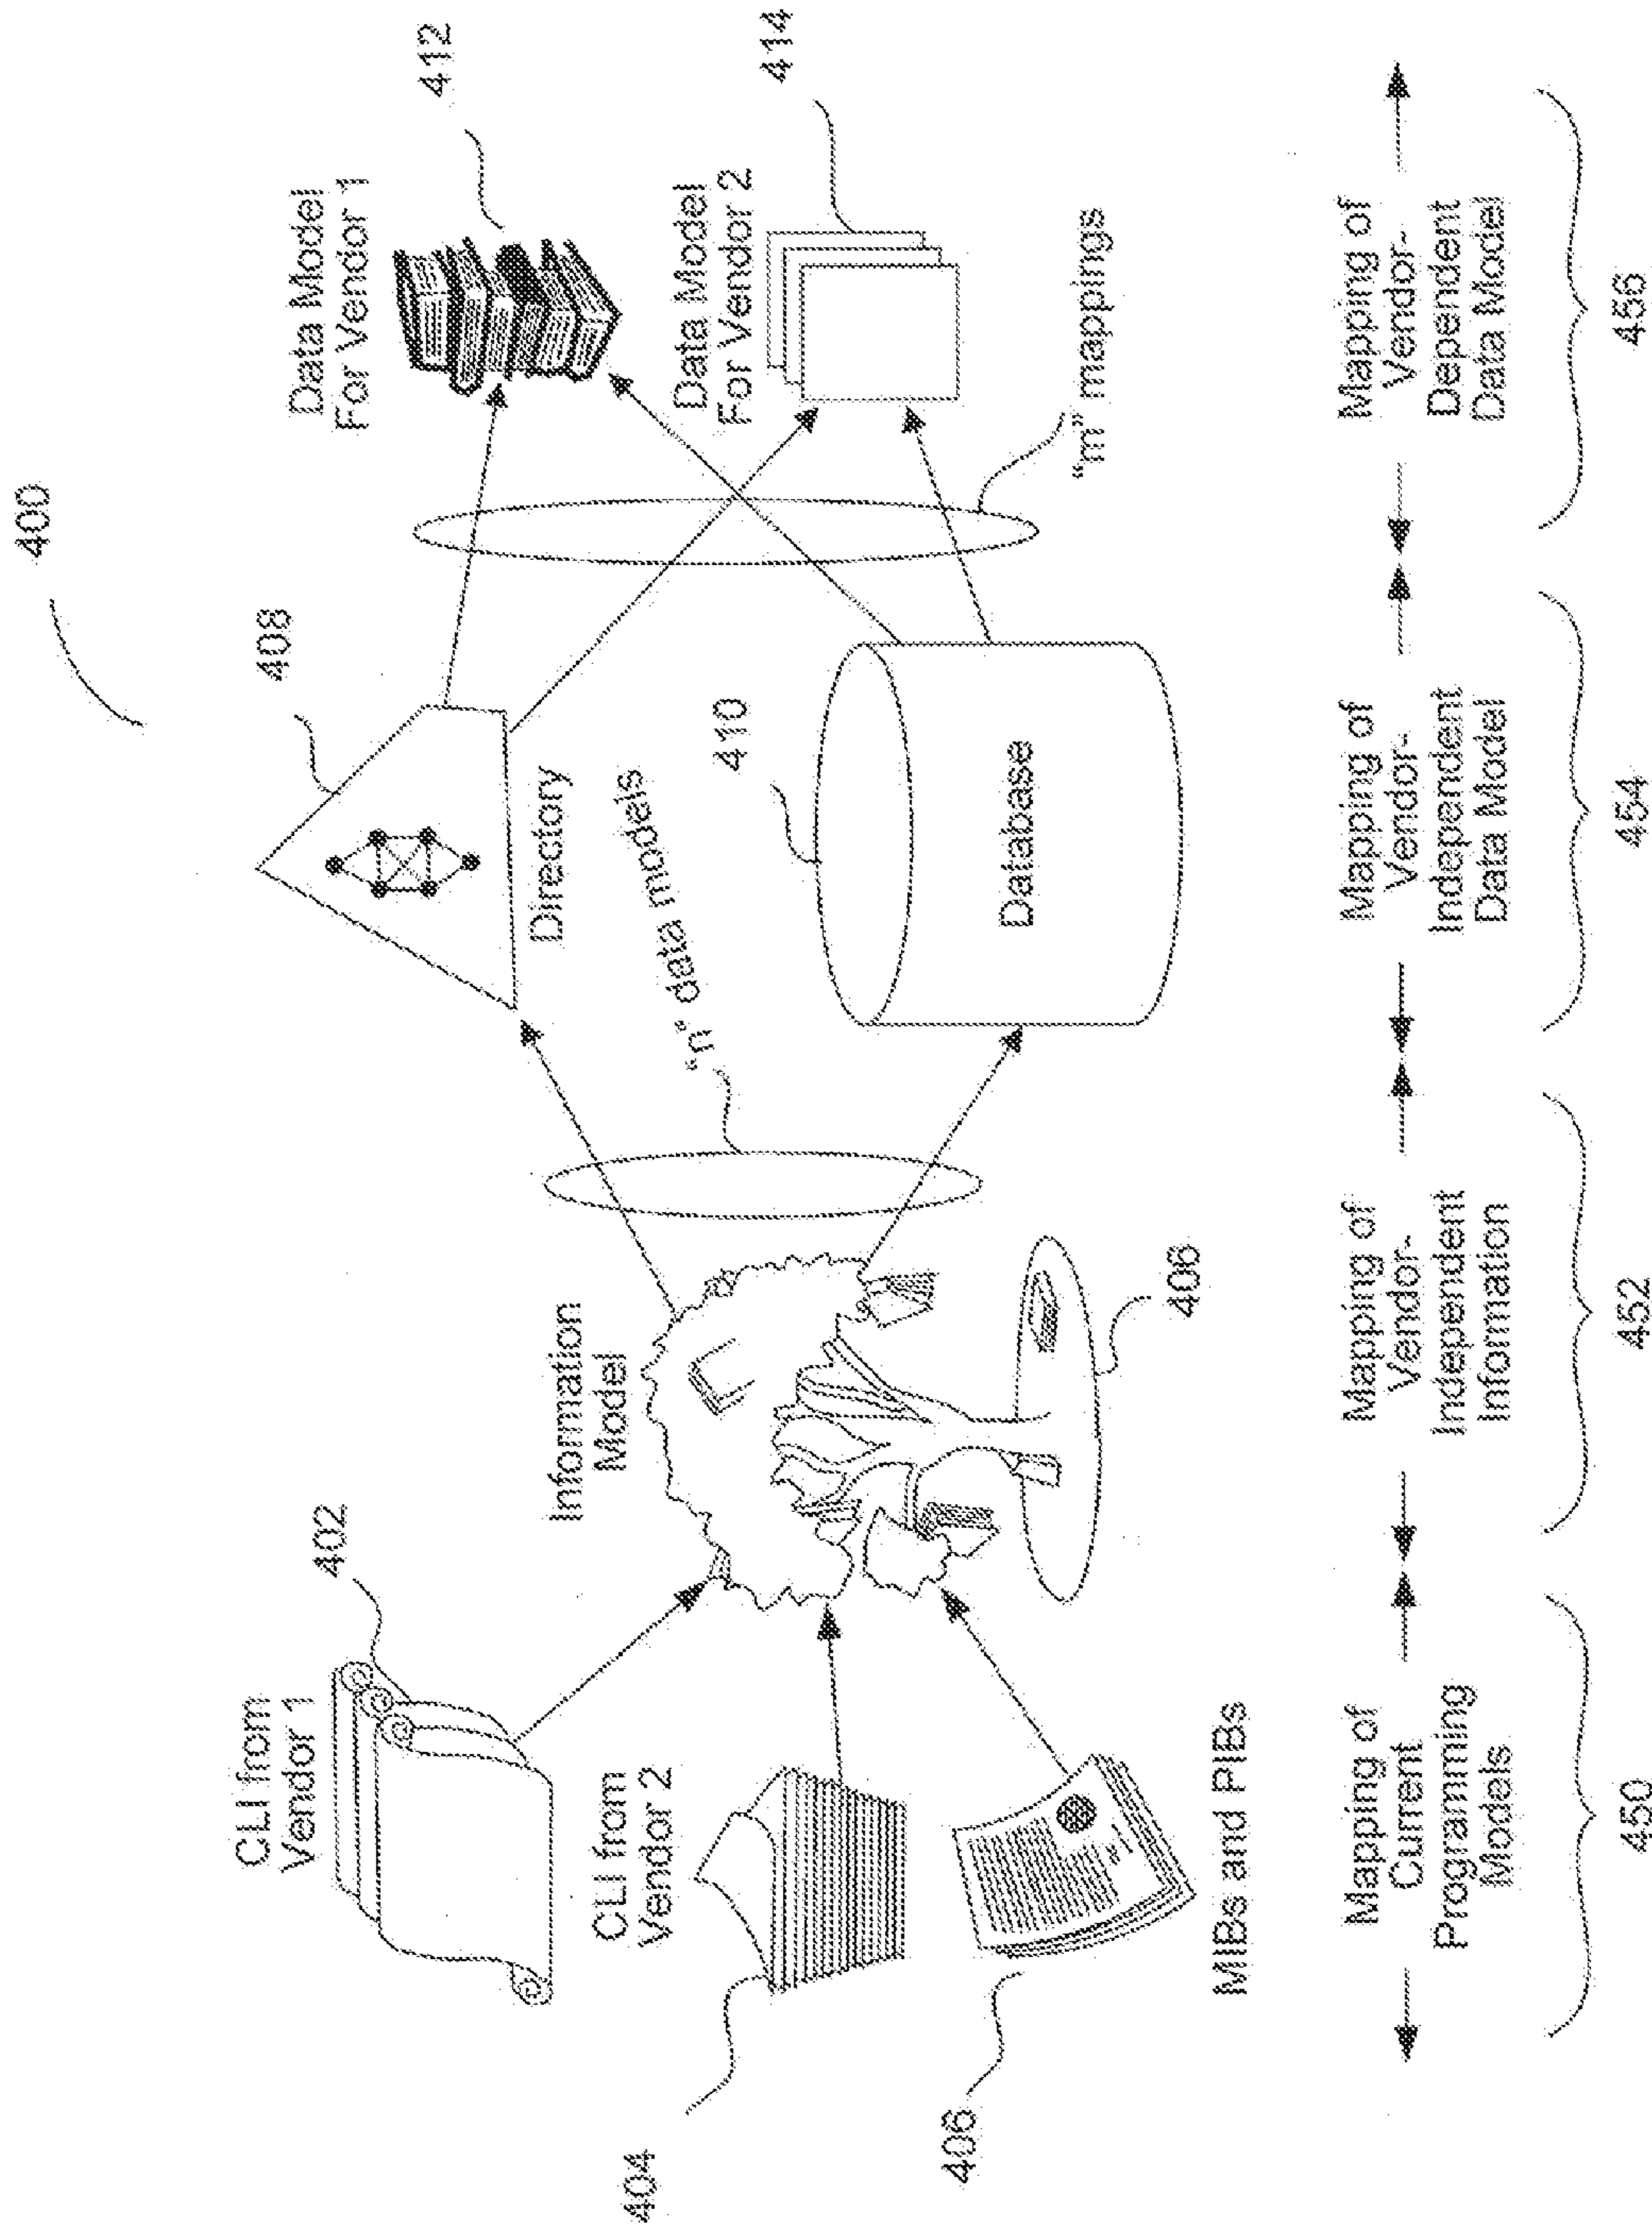 400
CLI from
Vendor 1
402
CLI from
Vendor 2
404
406
MIBs and PIBs
Information
Model
406
"n" data models
408
Directory
410
Database
Data Model
For Vendor 1
412
Data Model
For Vendor 2
414
"m" mappings
Mapping of
Current
Programming
Models
450
Mapping of
Vendor-
Independent
Information
452
Mapping of
Vendor-
Independent
Data Model
454
Mapping of
Vendor-
Dependent
Data Model
456